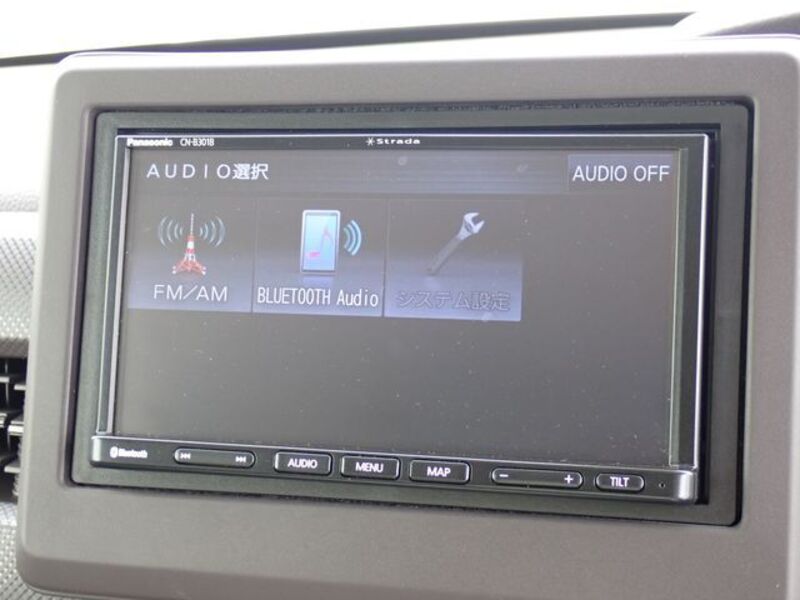 Panasonic CN-B301B Strada
AUDIO選択 AUDIO OFF
FM/AM BLUETOOTH Audio システム設定
Bluetooth AUDIO MENU MAP − + TILT